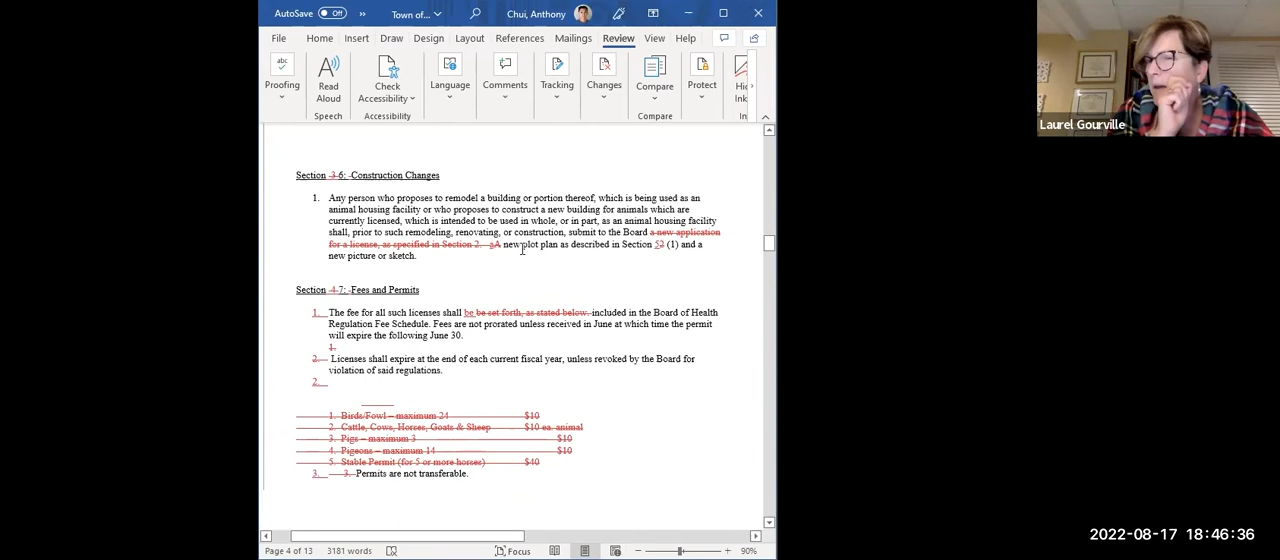 AutoSave Off » Town of... Chui, Anthony
File Home Insert Draw Design Layout References Mailings Review View Help
Proofing Read Aloud Check Accessibility Language Comments Tracking Changes Compare Protect Hid Ink
Speech Accessibility Compare In
Section -3-6: -Construction Changes
1. Any person who proposes to remodel a building or portion thereof, which is being used as an
animal housing facility or who proposes to construct a new building for animals which are
currently licensed, which is intended to be used in whole, or in part, as an animal housing facility
shall, prior to such remodeling, renovating, or construction, submit to the Board a new application
for a license, as specified in Section 2. aA new plot plan as described in Section 52 (1) and a
new picture or sketch.
Section -4-7: -Fees and Permits
1. The fee for all such licenses shall be be set forth, as stated below. included in the Board of Health
Regulation Fee Schedule. Fees are not prorated unless received in June at which time the permit
will expire the following June 30.
1.
2. Licenses shall expire at the end of each current fiscal year, unless revoked by the Board for
violation of said regulations.
2.
1. Birds/Fowl – maximum 24 $10
2. Cattle, Cows, Horses, Goats & Sheep $10 ea. animal
3. Pigs – maximum 3 $10
4. Pigeons – maximum 14 $10
5. Stable Permit (for 5 or more horses) $40
3. 3. Permits are not transferable.
Page 4 of 13 3181 words Focus 90%
Laurel Gourville
2022-08-17 18:46:36